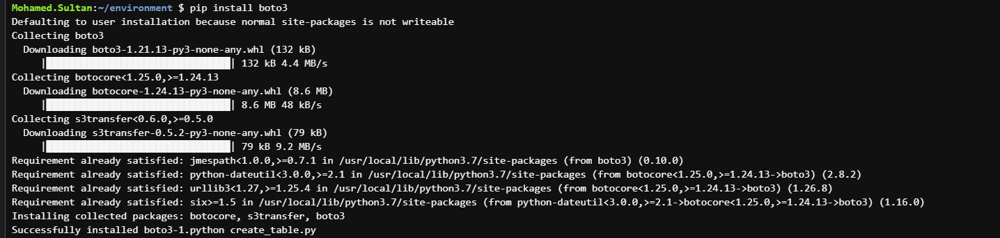 Mohamed.Sultan:~/environment $ pip install boto3
Defaulting to user installation because normal site-packages is not writeable
Collecting boto3
  Downloading boto3-1.21.13-py3-none-any.whl (132 kB)
     |████████████████████████████████| 132 kB 4.4 MB/s
Collecting botocore<1.25.0,>=1.24.13
  Downloading botocore-1.24.13-py3-none-any.whl (8.6 MB)
     |████████████████████████████████| 8.6 MB 48 kB/s
Collecting s3transfer<0.6.0,>=0.5.0
  Downloading s3transfer-0.5.2-py3-none-any.whl (79 kB)
     |████████████████████████████████| 79 kB 9.2 MB/s
Requirement already satisfied: jmespath<1.0.0,>=0.7.1 in /usr/local/lib/python3.7/site-packages (from boto3) (0.10.0)
Requirement already satisfied: python-dateutil<3.0.0,>=2.1 in /usr/local/lib/python3.7/site-packages (from botocore<1.25.0,>=1.24.13->boto3) (2.8.2)
Requirement already satisfied: urllib3<1.27,>=1.25.4 in /usr/local/lib/python3.7/site-packages (from botocore<1.25.0,>=1.24.13->boto3) (1.26.8)
Requirement already satisfied: six>=1.5 in /usr/local/lib/python3.7/site-packages (from python-dateutil<3.0.0,>=2.1->botocore<1.25.0,>=1.24.13->boto3) (1.16.0)
Installing collected packages: botocore, s3transfer, boto3
Successfully installed boto3-1.python create_table.py